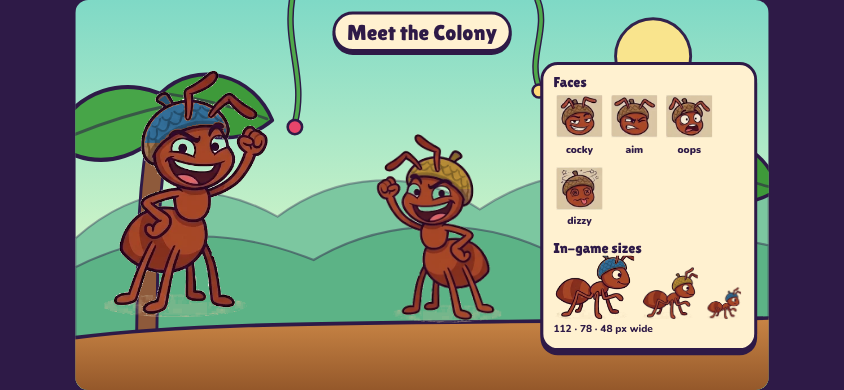 Meet the Colony
Faces
cocky
aim
oops
dizzy
In-game sizes
112 · 78 · 48 px wide